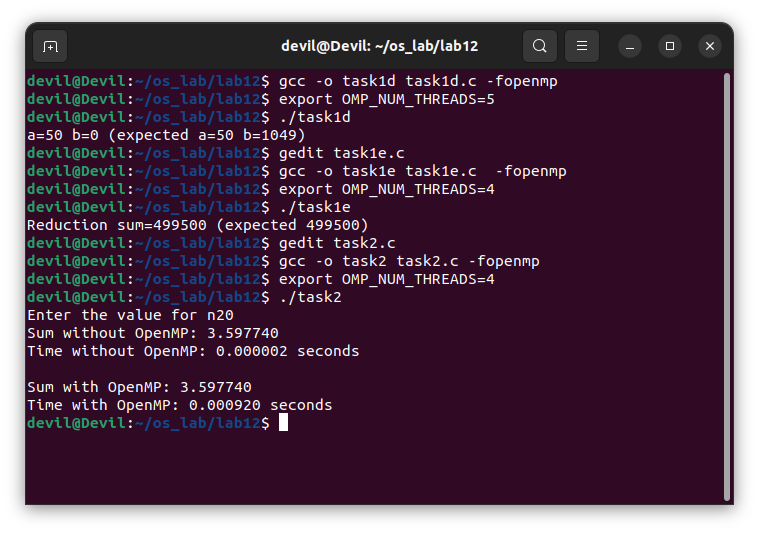 devil@Devil: ~/os_lab/lab12
devil@Devil:~/os_lab/lab12$ gcc -o task1d task1d.c -fopenmp
devil@Devil:~/os_lab/lab12$ export OMP_NUM_THREADS=5
devil@Devil:~/os_lab/lab12$ ./task1d
a=50 b=0 (expected a=50 b=1049)
devil@Devil:~/os_lab/lab12$ gedit task1e.c
devil@Devil:~/os_lab/lab12$ gcc -o task1e task1e.c  -fopenmp
devil@Devil:~/os_lab/lab12$ export OMP_NUM_THREADS=4
devil@Devil:~/os_lab/lab12$ ./task1e
Reduction sum=499500 (expected 499500)
devil@Devil:~/os_lab/lab12$ gedit task2.c
devil@Devil:~/os_lab/lab12$ gcc -o task2 task2.c -fopenmp
devil@Devil:~/os_lab/lab12$ export OMP_NUM_THREADS=4
devil@Devil:~/os_lab/lab12$ ./task2
Enter the value for n20
Sum without OpenMP: 3.597740
Time without OpenMP: 0.000002 seconds
Sum with OpenMP: 3.597740
Time with OpenMP: 0.000920 seconds
devil@Devil:~/os_lab/lab12$